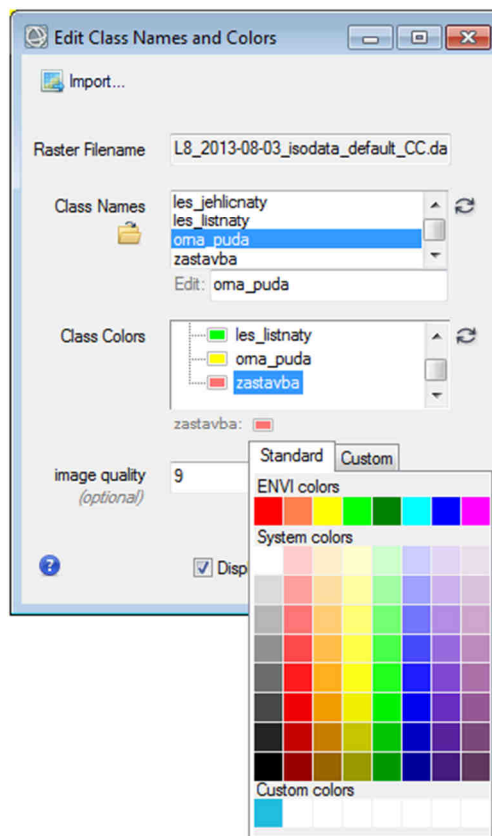 Edit Class Names and Colors
Import...
Raster Filename L8_2013-08-03_isodata_default_CC.da
Class Names
les_jehlicnaty
les_listnaty
orna_puda
zastavba
Edit: orna_puda
Class Colors
les_listnaty
orna_puda
zastavba
zastavba:
image quality 9
(optional)
Standard Custom
ENVI colors
Disp
System colors
Custom colors